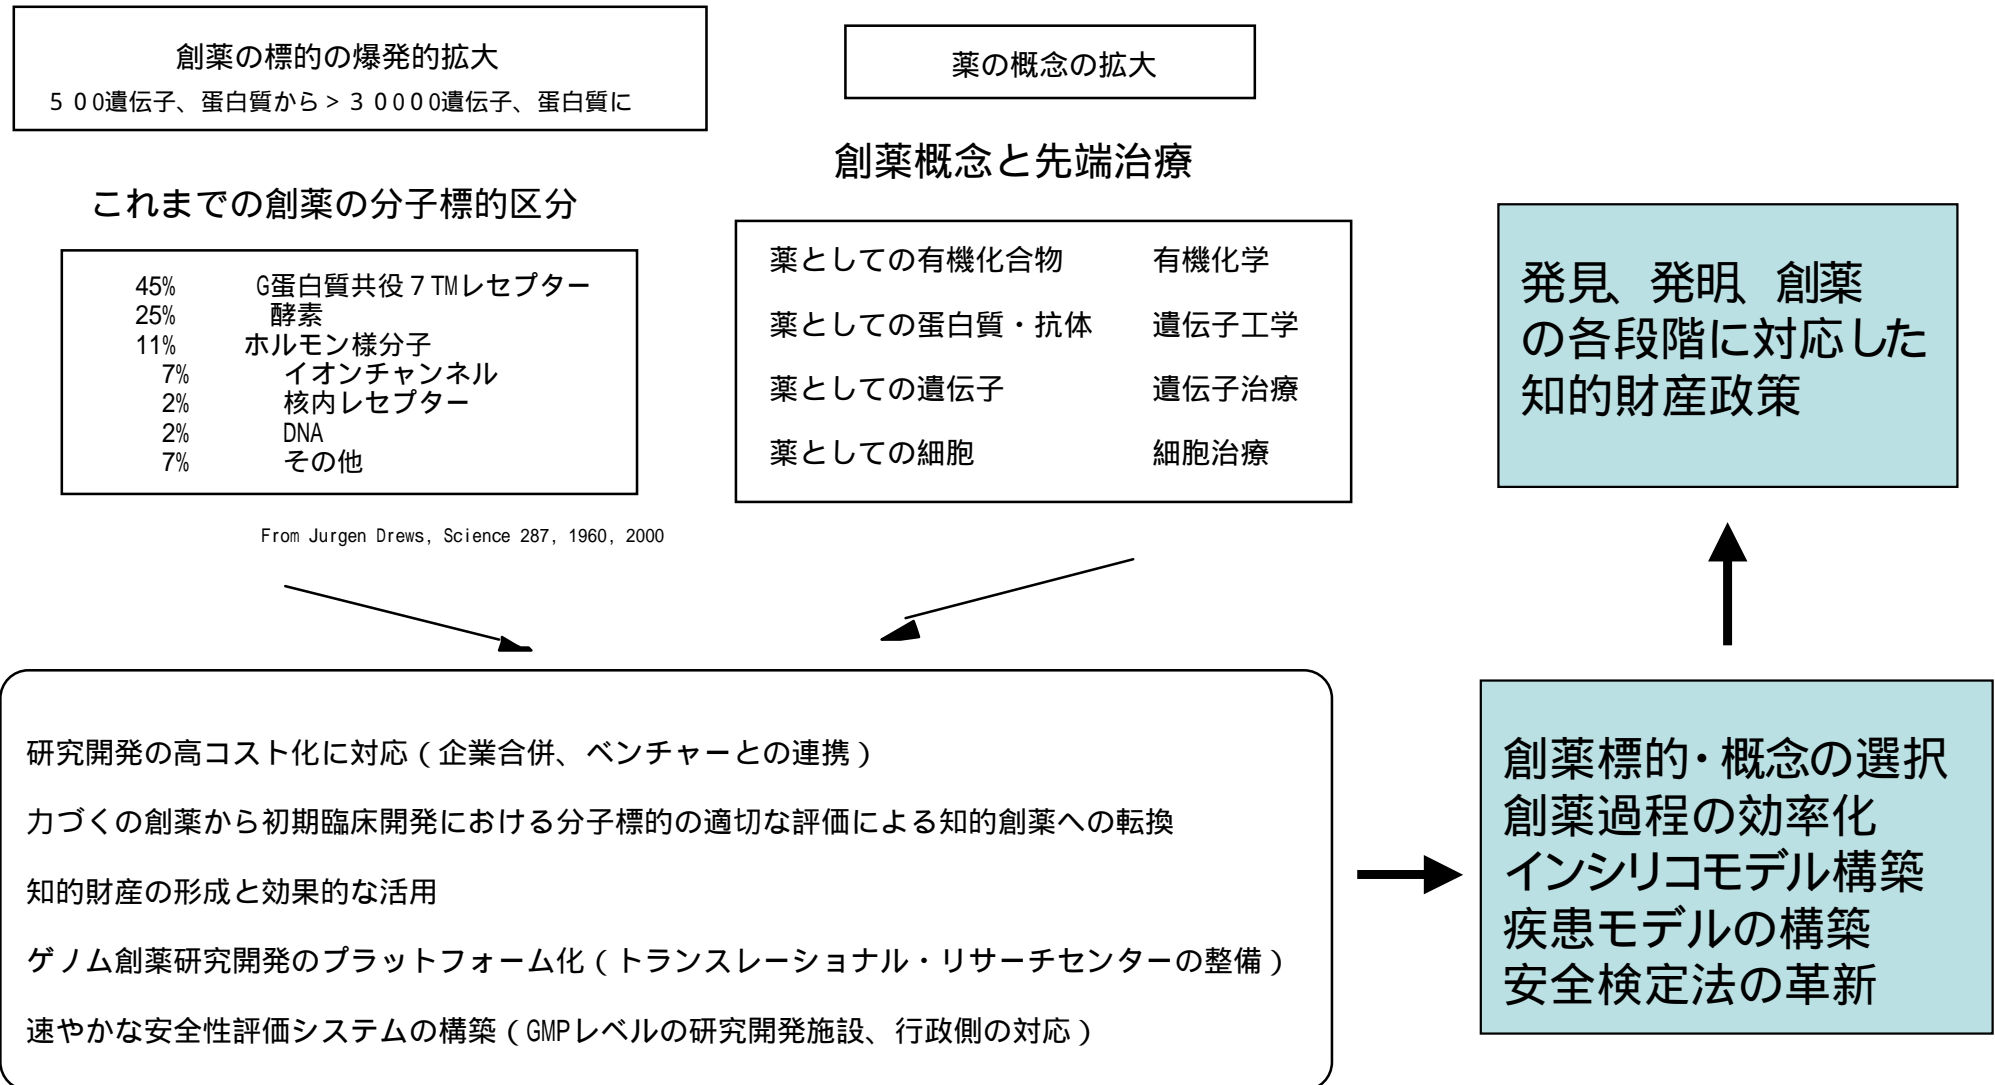 創薬の標的の爆発的拡大
５００遺伝子、蛋白質から＞３００００遺伝子、蛋白質に
これまでの創薬の分子標的区分
45% G蛋白質共役７TMレセプター
25% 酵素
11% ホルモン様分子
7% イオンチャンネル
2% 核内レセプター
2% DNA
7% その他
From Jurgen Drews, Science 287, 1960, 2000
薬の概念の拡大
創薬概念と先端治療
薬としての有機化合物 有機化学
薬としての蛋白質・抗体 遺伝子工学
薬としての遺伝子 遺伝子治療
薬としての細胞 細胞治療
研究開発の高コスト化に対応（企業合併、ベンチャーとの連携）
力づくの創薬から初期臨床開発における分子標的の適切な評価による知的創薬への転換
知的財産の形成と効果的な活用
ゲノム創薬研究開発のプラットフォーム化（トランスレーショナル・リサーチセンターの整備）
速やかな安全性評価システムの構築（GMPレベルの研究開発施設、行政側の対応）
創薬標的・概念の選択
創薬過程の効率化
インシリコモデル構築
疾患モデルの構築
安全検定法の革新
発見、発明、創薬
の各段階に対応した
知的財産政策